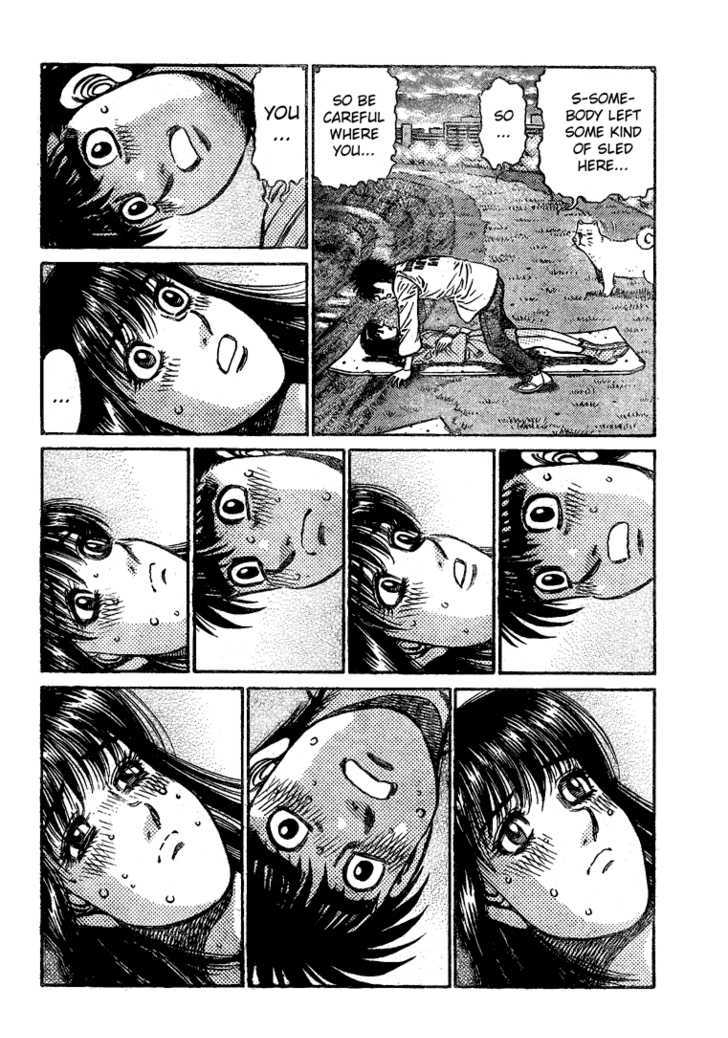 S-SOME-
BODY LEFT
SOME KIND
OF SLED
HERE...
SO
...
SO BE
CAREFUL
WHERE
YOU...
YOU
...
...